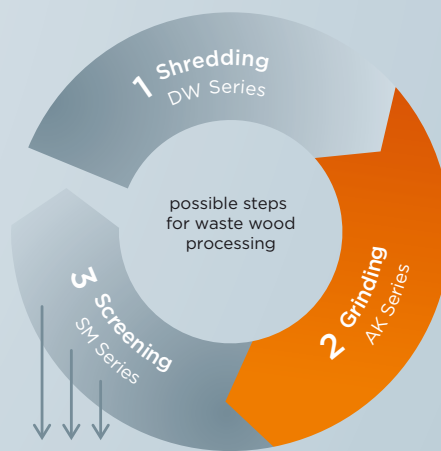 1 Shredding
DW Series
possible steps
for waste wood
processing
2 Grinding
AK Series
3 Screening
SM Series